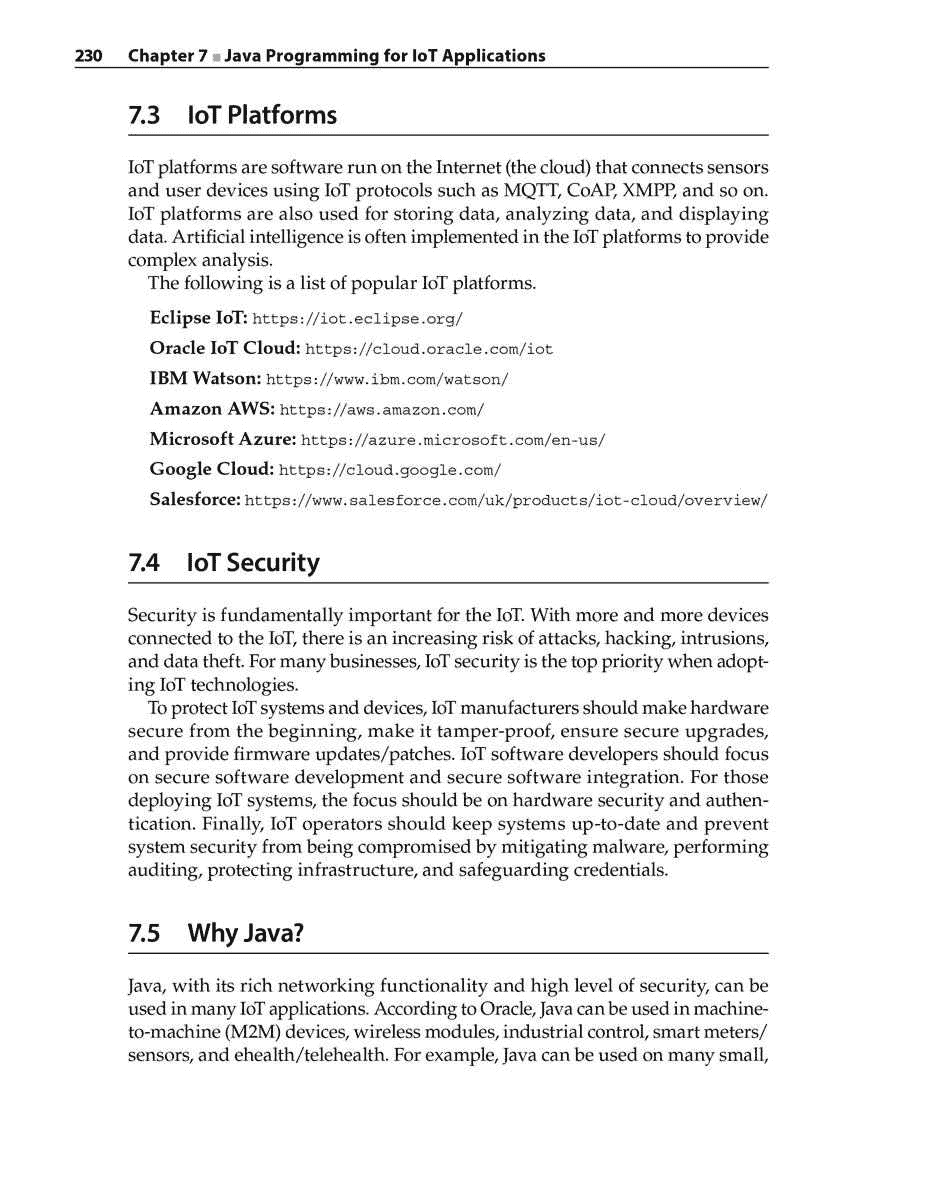 230 Chapter 7 ■ Java Programming for IoT Applications
7.3 IoT Platforms
IoT platforms are software run on the Internet (the cloud) that connects sensors
and user devices using IoT protocols such as MQTT, CoAP, XMPP, and so on.
IoT platforms are also used for storing data, analyzing data, and displaying
data. Artificial intelligence is often implemented in the IoT platforms to provide
complex analysis.
The following is a list of popular IoT platforms.
Eclipse IoT: https://iot.eclipse.org/
Oracle IoT Cloud: https://cloud.oracle.com/iot
IBM Watson: https://www.ibm.com/watson/
Amazon AWS: https://aws.amazon.com/
Microsoft Azure: https://azure.microsoft.com/en-us/
Google Cloud: https://cloud.google.com/
Salesforce: https://www.salesforce.com/uk/products/iot-cloud/overview/
7.4 IoT Security
Security is fundamentally important for the IoT. With more and more devices
connected to the IoT, there is an increasing risk of attacks, hacking, intrusions,
and data theft. For many businesses, IoT security is the top priority when adopt-
ing IoT technologies.
To protect IoT systems and devices, IoT manufacturers should make hardware
secure from the beginning, make it tamper-proof, ensure secure upgrades,
and provide firmware updates/patches. IoT software developers should focus
on secure software development and secure software integration. For those
deploying IoT systems, the focus should be on hardware security and authen-
tication. Finally, IoT operators should keep systems up-to-date and prevent
system security from being compromised by mitigating malware, performing
auditing, protecting infrastructure, and safeguarding credentials.
7.5 Why Java?
Java, with its rich networking functionality and high level of security, can be
used in many IoT applications. According to Oracle, Java can be used in machine-
to-machine (M2M) devices, wireless modules, industrial control, smart meters/
sensors, and ehealth/telehealth. For example, Java can be used on many small,